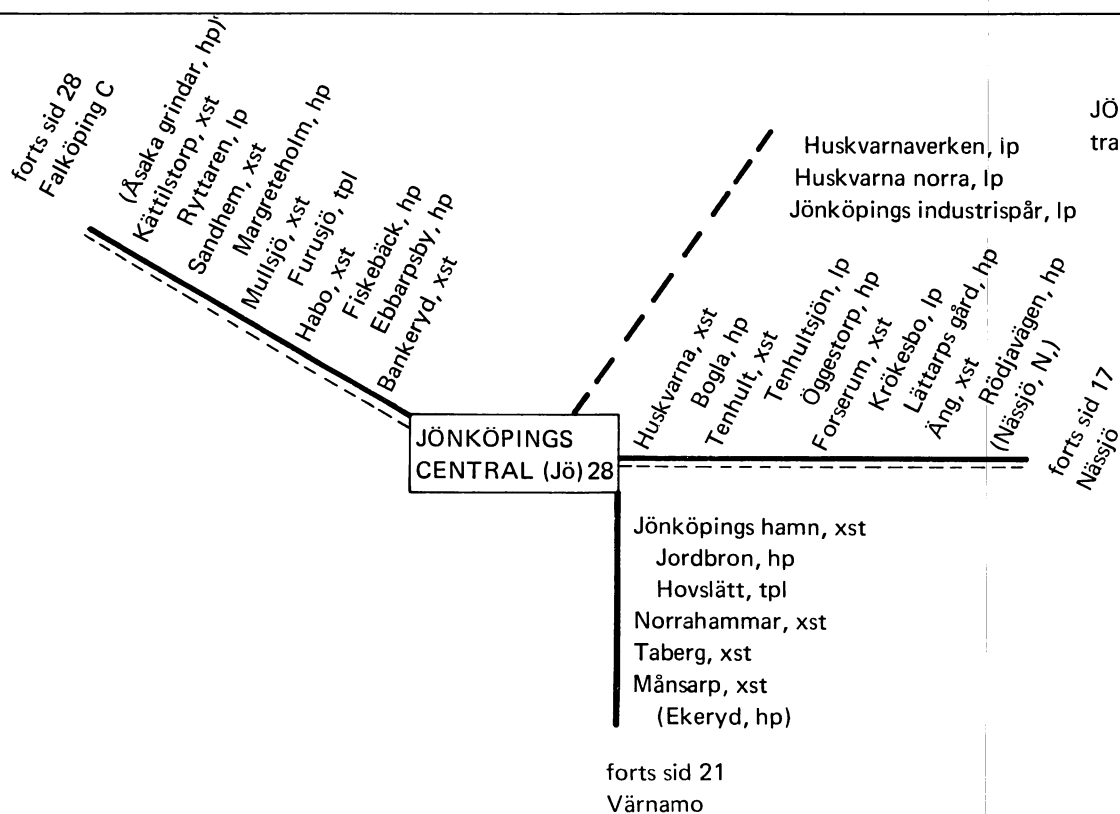 forts sid 28
Falköping C
(Åsaka grindar, hp)
Kättilstorp, xst
Ryttaren, lp
Sandhem, xst
Margreteholm, hp
Mullsjö, xst
Furusjö, tpl
Habo, xst
Fiskebäck, hp
Ebbarpsby, hp
Bankeryd, xst
JÖ
tra
Huskvarnaverken, lp
Huskvarna norra, lp
Jönköpings industrispår, lp
JÖNKÖPINGS
CENTRAL (Jö) 28
Huskvarna, xst
Bogla, hp
Tenhult, xst
Tenhultsjön, lp
Öggestorp, hp
Forserum, xst
Krökesbo, lp
Lättarps gård, hp
Äng, xst
Rödjavägen, hp
(Nässjö, N,)
forts sid 17
Nässjö
Jönköpings hamn, xst
Jordbron, hp
Hovslätt, tpl
Norrahammar, xst
Taberg, xst
Månsarp, xst
(Ekeryd, hp)
forts sid 21
Värnamo